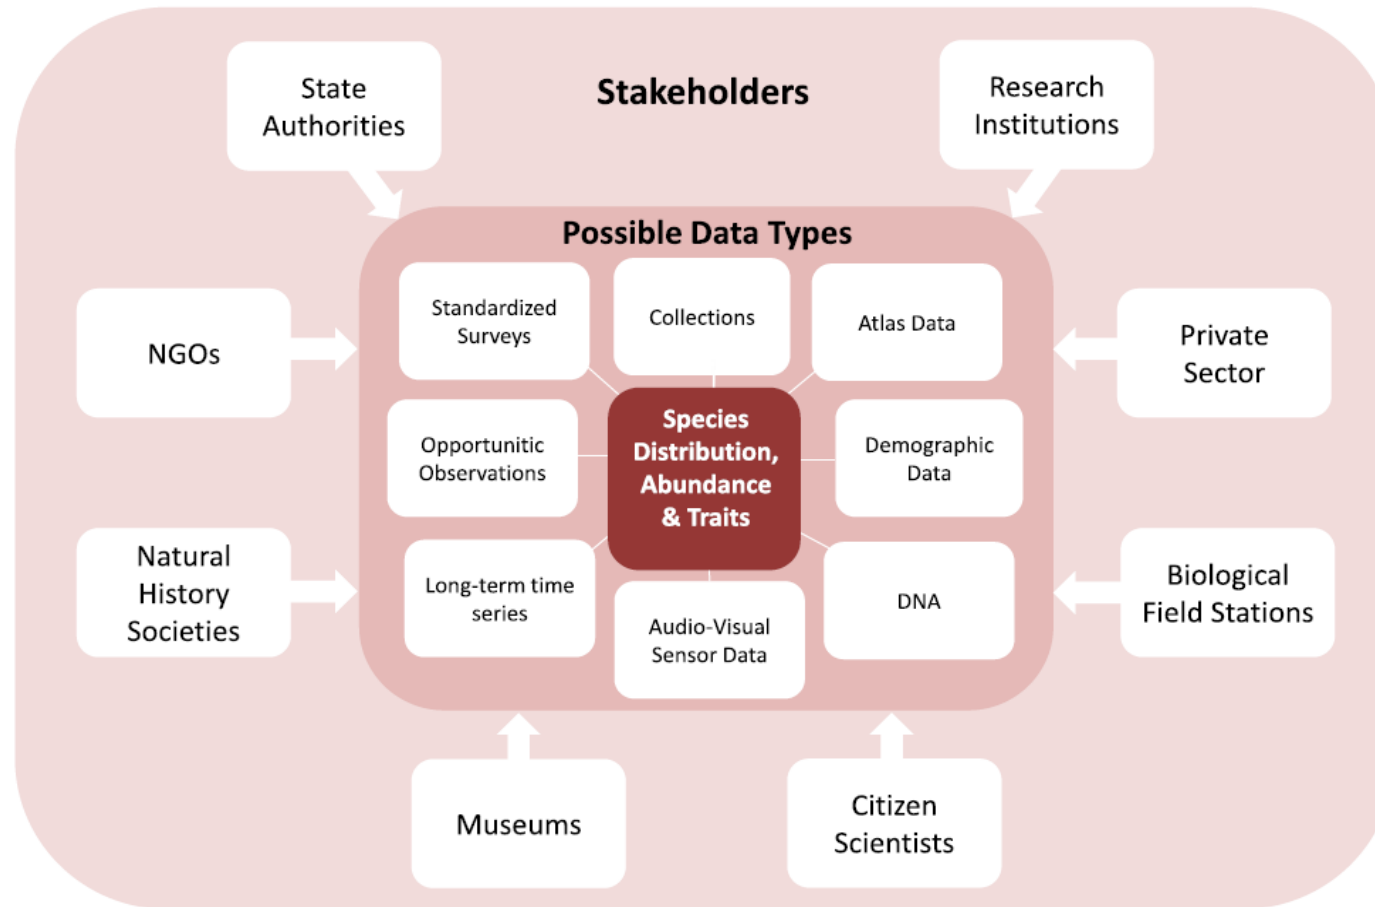 State
Authorities
Stakeholders
Research
Institutions
Possible Data Types
Standardized
Surveys
Collections
Atlas Data
NGOs
Private
Sector
Opportunitic
Observations
Species
Distribution,
Abundance
& Traits
Demographic
Data
Natural
History
Societies
Long-term time
series
Audio-Visual
Sensor Data
DNA
Biological
Field Stations
Museums
Citizen
Scientists